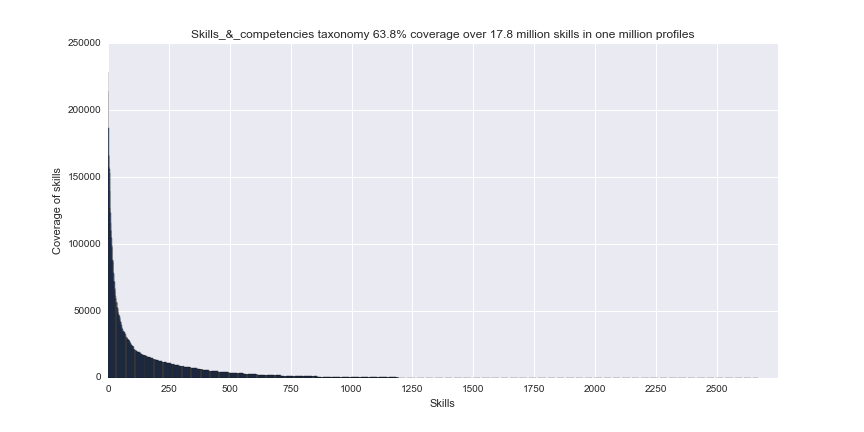 Skills_&_competencies taxonomy 63.8% coverage over 17.8 million skills in one million profiles
250000
200000
150000
100000
50000
0
Coverage of skills
0 250 500 750 1000 1250 1500 1750 2000 2250 2500
Skills